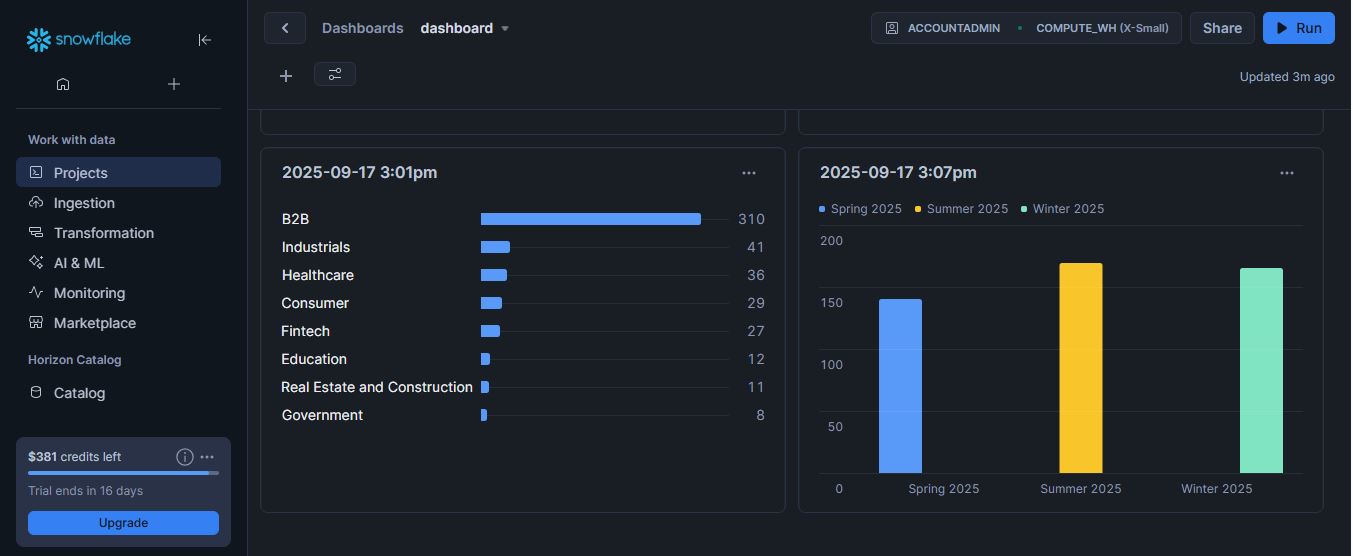 snowflake
Work with data
Projects
Ingestion
Transformation
AI & ML
Monitoring
Marketplace
Horizon Catalog
Catalog
$381 credits left
Trial ends in 16 days
Upgrade
Dashboards dashboard
ACCOUNTADMIN COMPUTE_WH (X-Small)
Share
Run
Updated 3m ago
2025-09-17 3:01pm
B2B 310
Industrials 41
Healthcare 36
Consumer 29
Fintech 27
Education 12
Real Estate and Construction 11
Government 8
2025-09-17 3:07pm
Spring 2025 Summer 2025 Winter 2025
200
150
100
50
0
Spring 2025 Summer 2025 Winter 2025